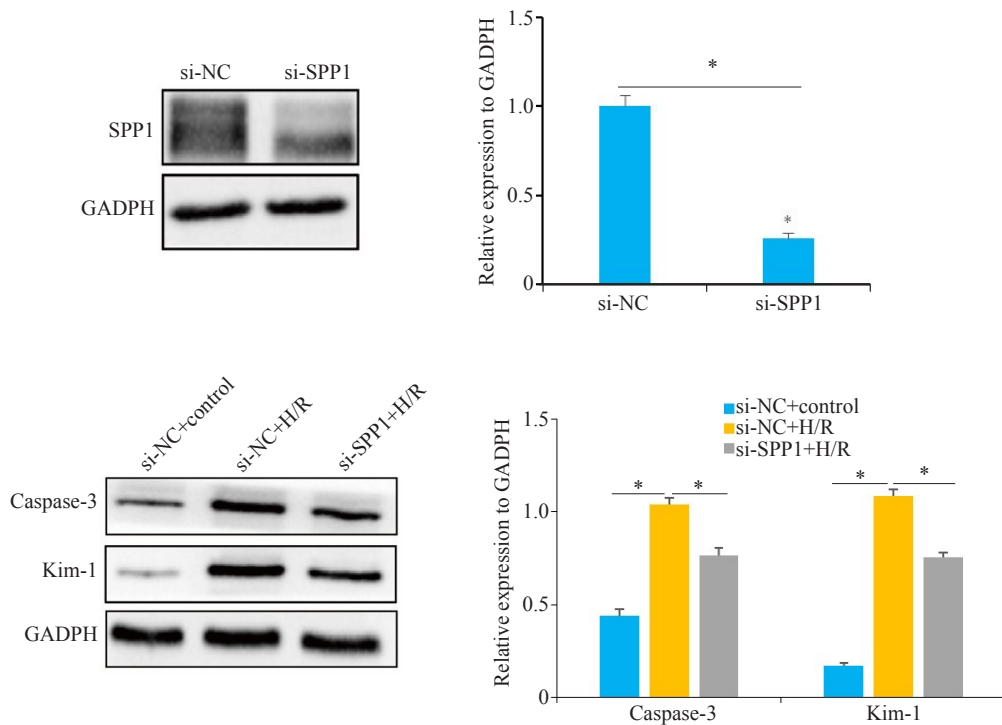 si-NC si-SPP1
SPP1
GADPH
Relative expression to GADPH
1.5
1.0
0.5
0
*
*
si-NC si-SPP1
si-NC+control
si-NC+H/R
si-SPP1+H/R
Caspase-3
Kim-1
GADPH
Relative expression to GADPH
1.5
1.0
0.5
0
si-NC+control
si-NC+H/R
si-SPP1+H/R
* * * *
Caspase-3 Kim-1